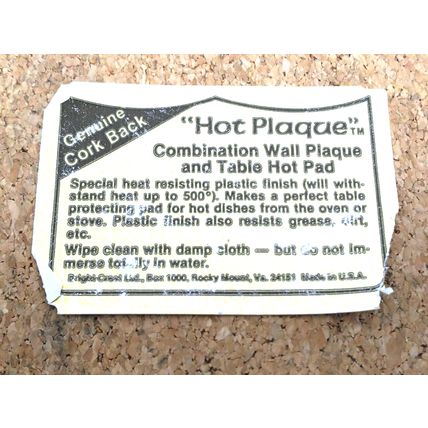 Genuine
Cork Back
"Hot Plaque"TM
Combination Wall Plaque
and Table Hot Pad
Special heat resisting plastic finish (will with-
stand heat up to 500°). Makes a perfect table
protecting pad for hot dishes from the oven or
stove. Plastic finish also resists grease, dirt,
etc.
Wipe clean with damp cloth — but do not im-
merse totally in water.
Bright-Crest Ltd., Box 1000, Rocky Mount, Va. 24151 Made in U.S.A.